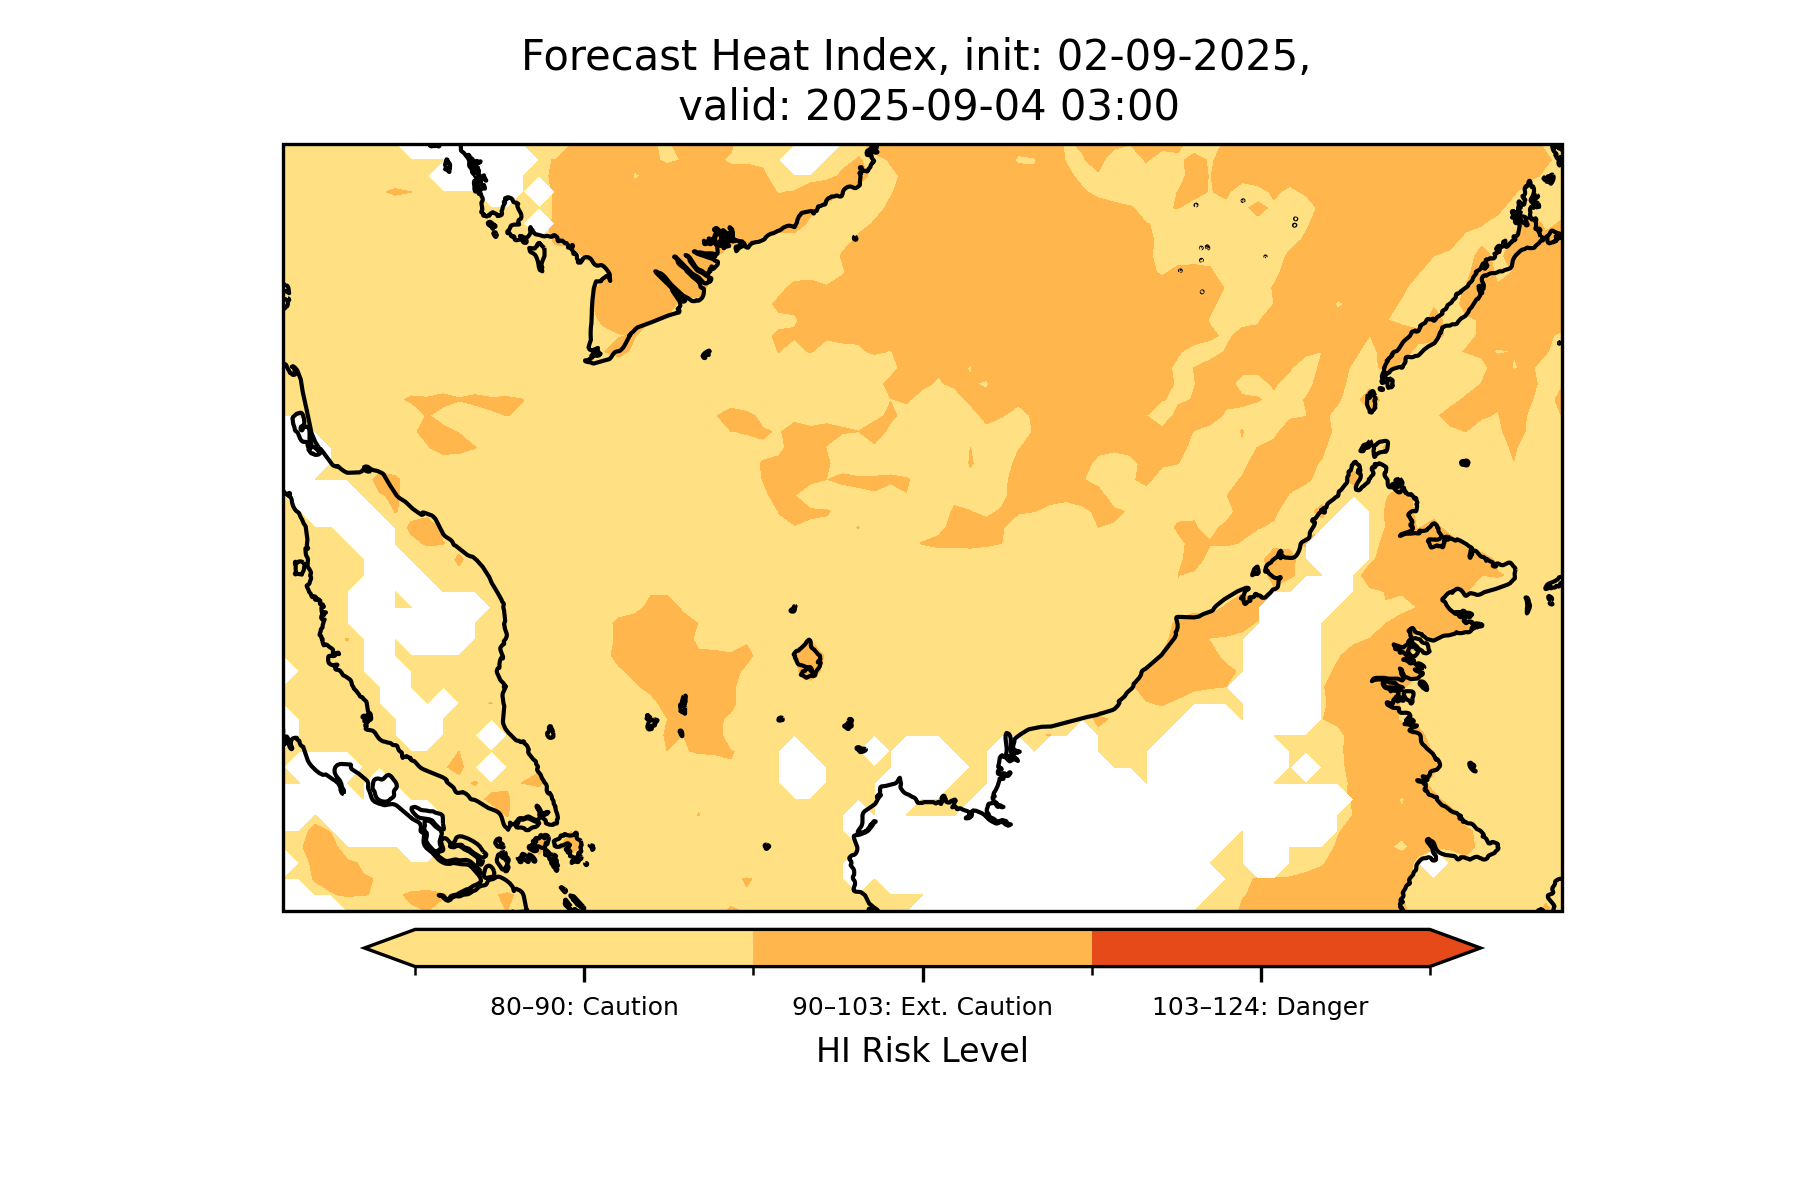 Forecast Heat Index, init: 02-09-2025,
valid: 2025-09-04 03:00
80–90: Caution
90–103: Ext. Caution
103–124: Danger
HI Risk Level